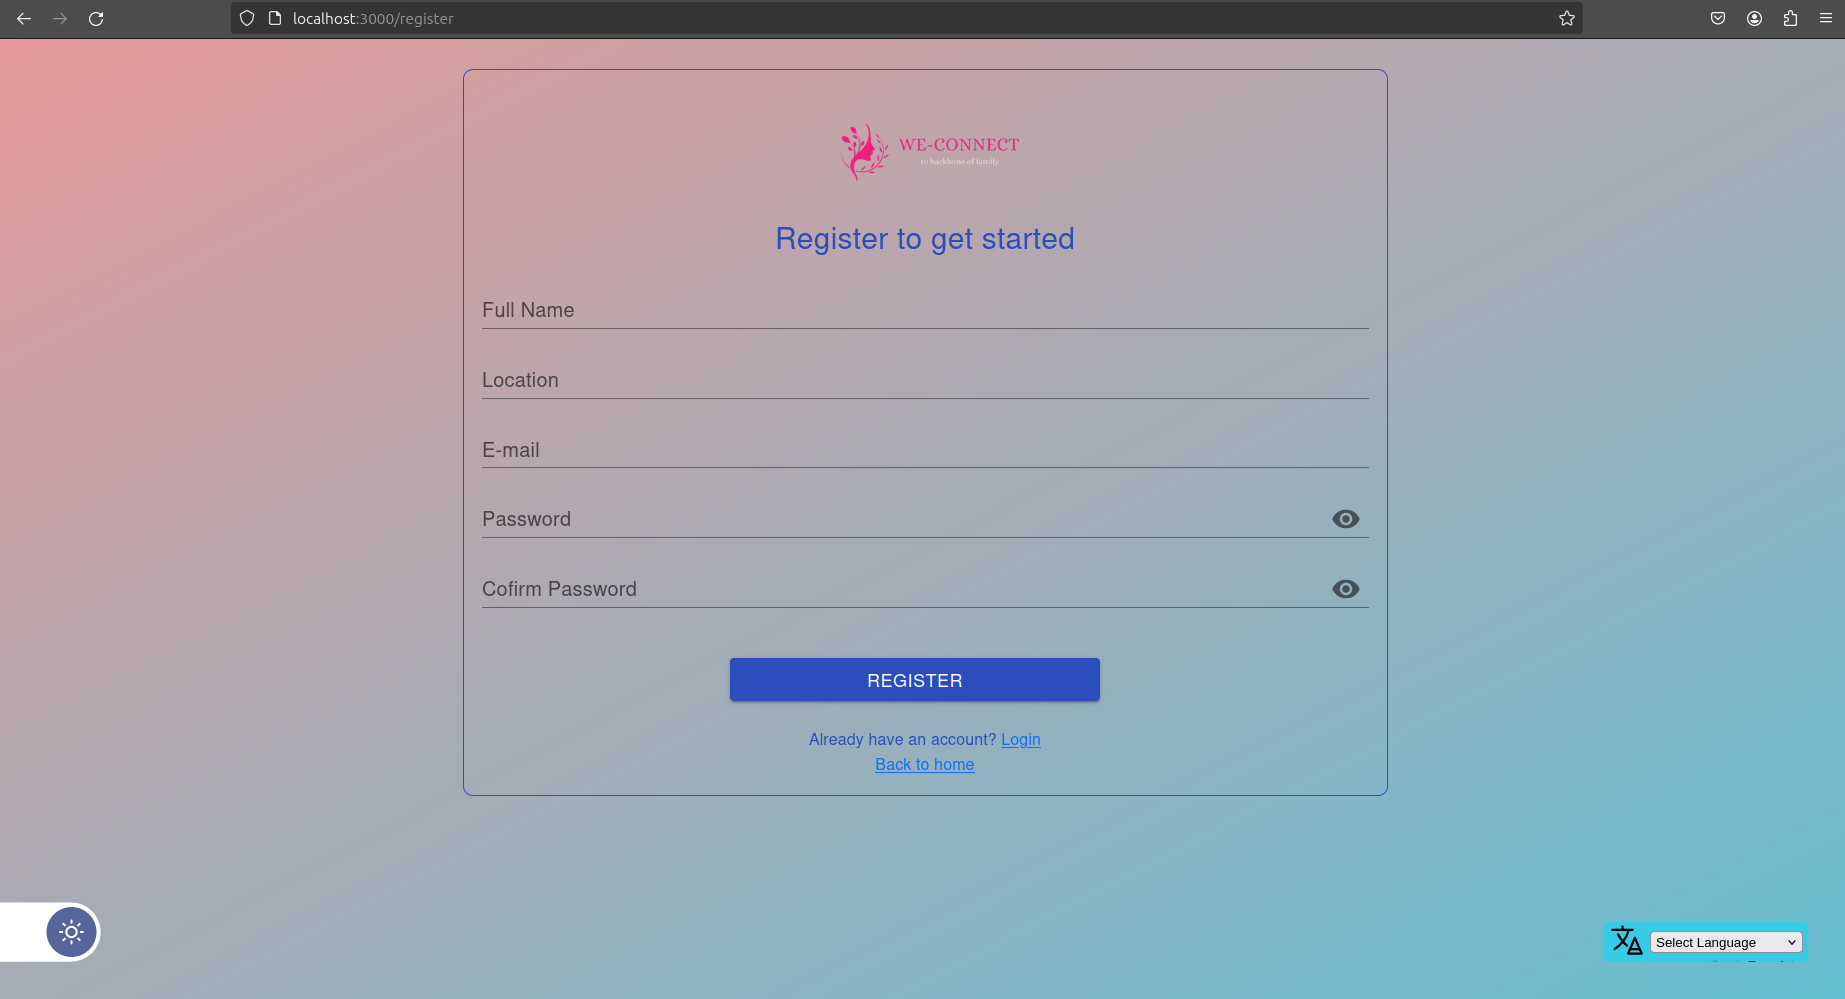 localhost:3000/register
WE-CONNECT
to backbone of family
Register to get started
Full Name
Location
E-mail
Password
Cofirm Password
REGISTER
Already have an account? Login
Back to home
Select Language